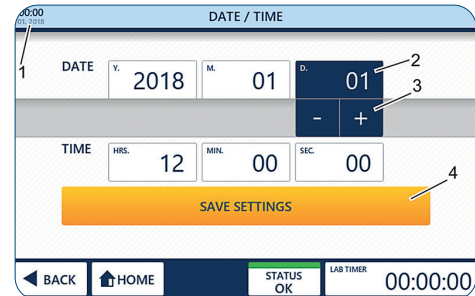 00:00
01, 2018
DATE / TIME
1
DATE
Y.
2018
M.
01
D.
01
2
- +
3
TIME
HRS.
12
MIN.
00
SEC.
00
SAVE SETTINGS
4
BACK
HOME
STATUS
OK
LAB TIMER
00:00:00